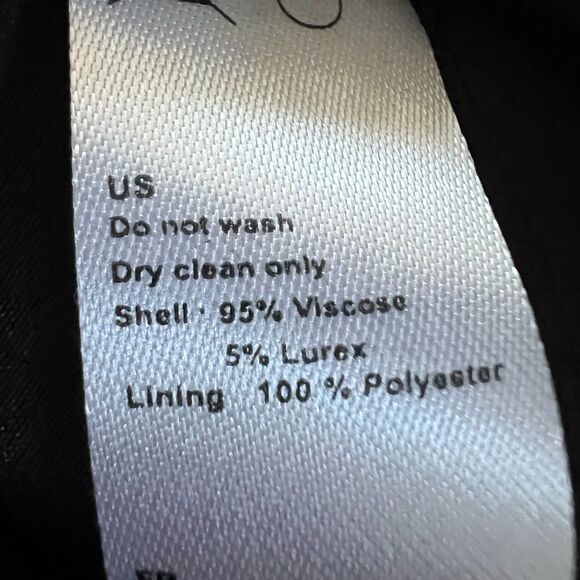 US
Do not wash
Dry clean only
Shell · 95% Viscose
5% Lurex
Lining 100 % Polyester